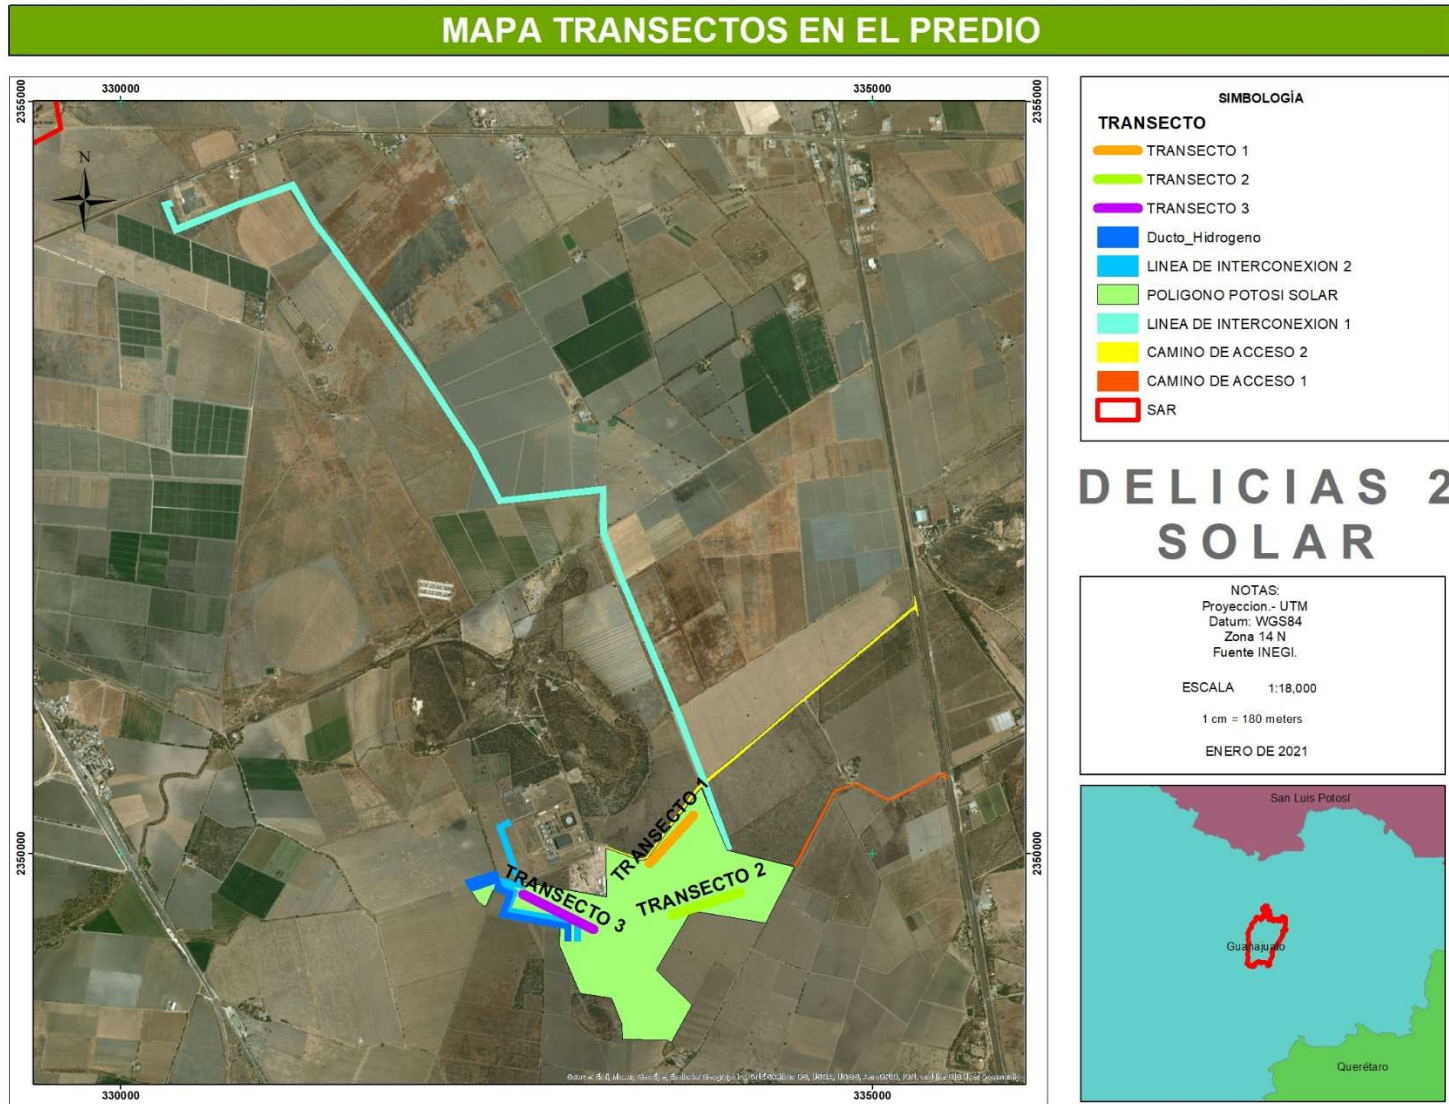 MAPA TRANSECTOS EN EL PREDIO
330000
335000
2355000
2355000
N
TRANSECTO 1
TRANSECTO 2
TRANSECTO 3
2350000
2350000
330000
335000
SIMBOLOGÍA
TRANSECTO
TRANSECTO 1
TRANSECTO 2
TRANSECTO 3
Ducto_Hidrogeno
LINEA DE INTERCONEXION 2
POLIGONO POTOSI SOLAR
LINEA DE INTERCONEXION 1
CAMINO DE ACCESO 2
CAMINO DE ACCESO 1
SAR
DELICIAS 2
SOLAR
NOTAS:
Proyeccion.- UTM
Datum: WGS84
Zona 14 N
Fuente INEGI.
ESCALA 1:18,000
1 cm = 180 meters
ENERO DE 2021
San Luis Potosí
Guanajuato
Querétaro